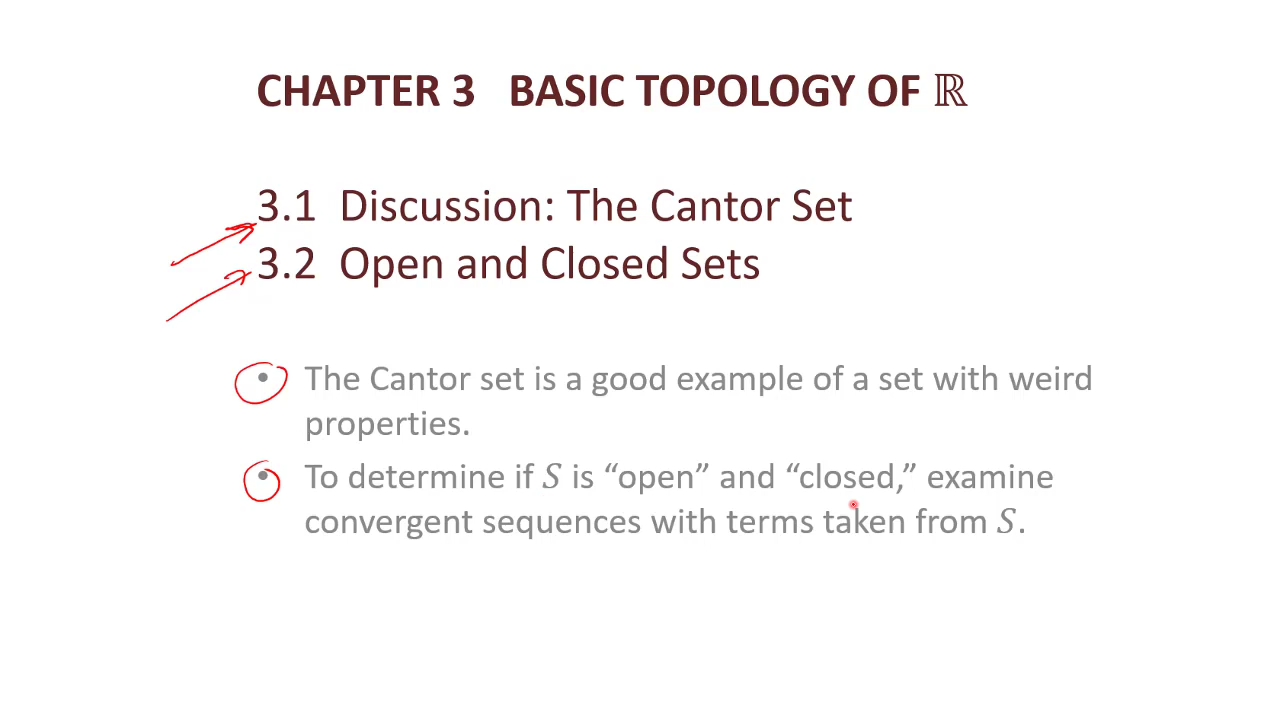 CHAPTER 3 BASIC TOPOLOGY OF ℝ
3.1 Discussion: The Cantor Set
3.2 Open and Closed Sets
• The Cantor set is a good example of a set with weird
properties.
• To determine if 𝑆 is “open” and “closed,” examine
convergent sequences with terms taken from 𝑆.